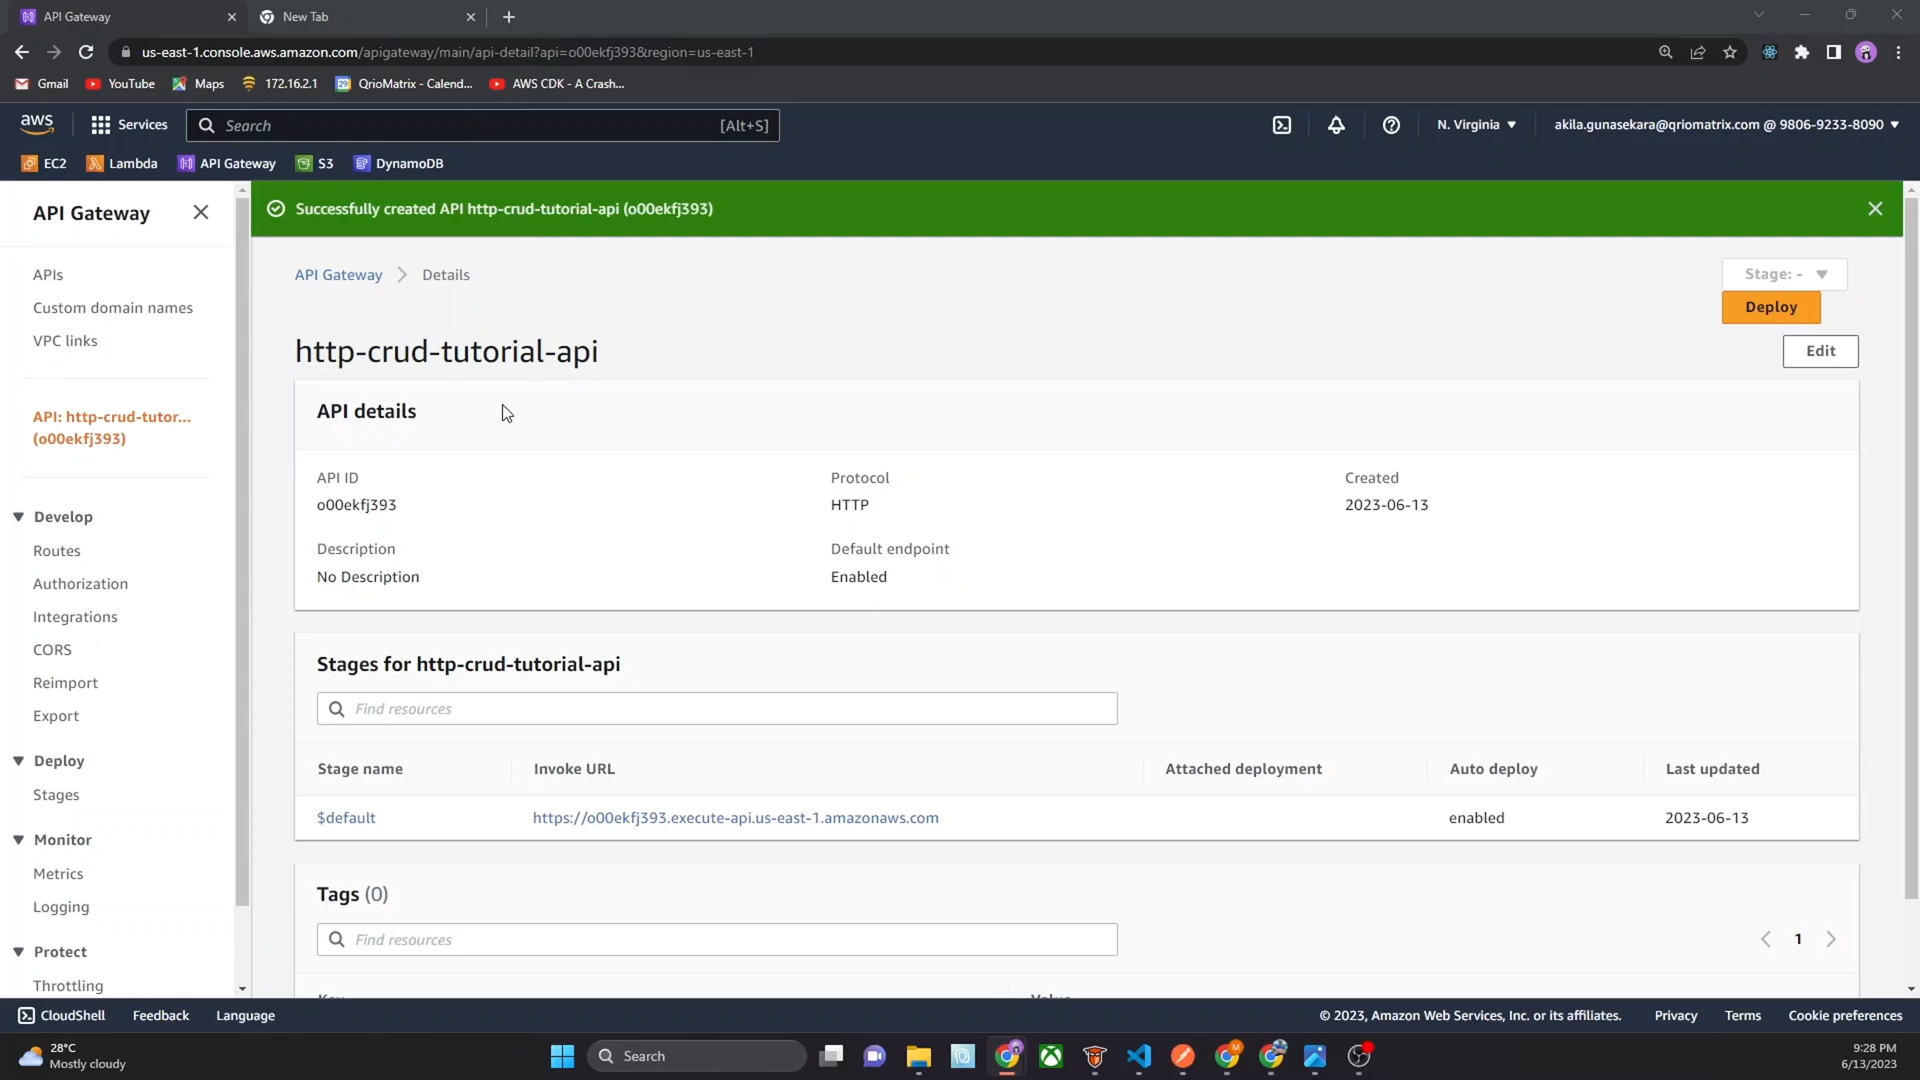 API Gateway
New Tab
us-east-1.console.aws.amazon.com/apigateway/main/api-detail?api=o00ekfj393&region=us-east-1
Gmail YouTube Maps 172.16.2.1 QrioMatrix - Calend... AWS CDK - A Crash...
aws Services Search [Alt+S] N. Virginia akila.gunasekara@qriomatrix.com @ 9806-9233-8090
EC2 Lambda API Gateway S3 DynamoDB
API Gateway
APIs
Custom domain names
VPC links
API: http-crud-tutor...
(o00ekfj393)
Develop
Routes
Authorization
Integrations
CORS
Reimport
Export
Deploy
Stages
Monitor
Metrics
Logging
Protect
Throttling
Successfully created API http-crud-tutorial-api (o00ekfj393)
API Gateway Details
Stage: -
Deploy
http-crud-tutorial-api
Edit
API details
API ID Protocol Created
o00ekfj393 HTTP 2023-06-13
Description Default endpoint
No Description Enabled
Stages for http-crud-tutorial-api
Find resources
Stage name Invoke URL Attached deployment Auto deploy Last updated
$default https://o00ekfj393.execute-api.us-east-1.amazonaws.com enabled 2023-06-13
Tags (0)
Find resources
1
Key Value
CloudShell Feedback Language © 2023, Amazon Web Services, Inc. or its affiliates. Privacy Terms Cookie preferences
28°C
Mostly cloudy
Search
9:28 PM
6/13/2023